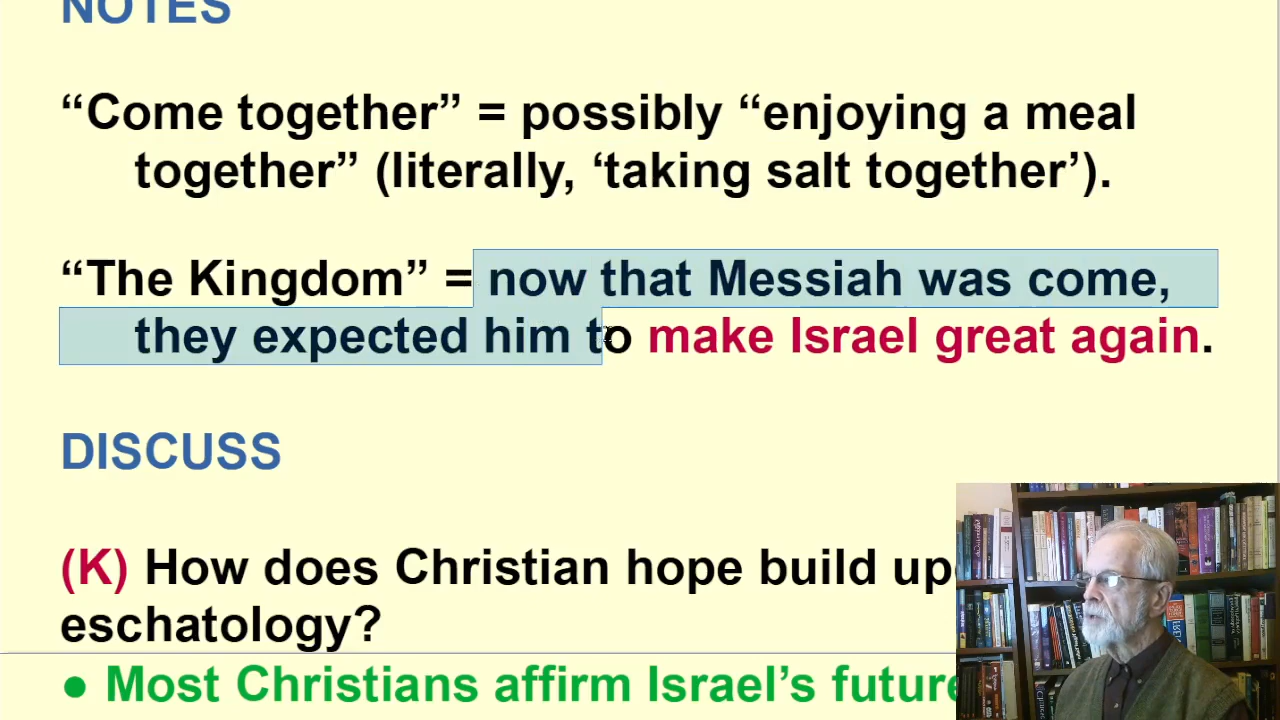 NOTES
“Come together” = possibly “enjoying a meal
together” (literally, ‘taking salt together’).
“The Kingdom” = now that Messiah was come,
they expected him to make Israel great again.
DISCUSS
(K) How does Christian hope build up
eschatology?
● Most Christians affirm Israel’s future